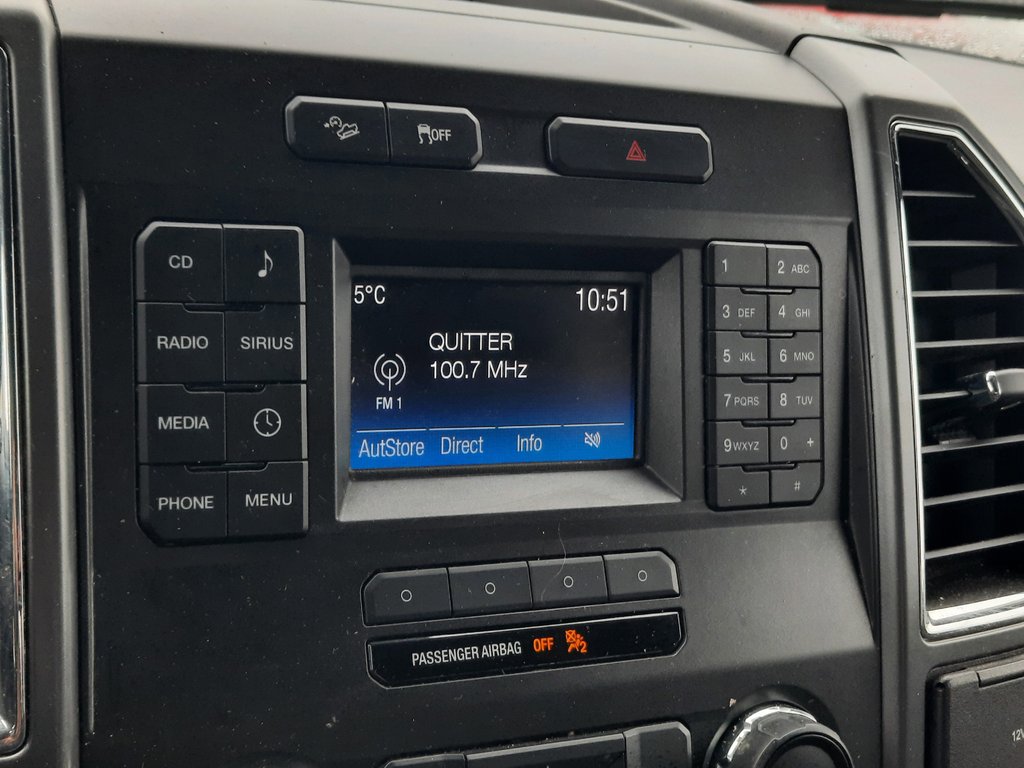 OFF
CD
RADIO SIRIUS
MEDIA
PHONE MENU
5°C 10:51
QUITTER
100.7 MHz
FM 1
AutStore Direct Info
1 2 ABC
3 DEF 4 GHI
5 JKL 6 MNO
7 PQRS 8 TUV
9 WXYZ 0 +
* #
PASSENGER AIRBAG OFF 2
12V